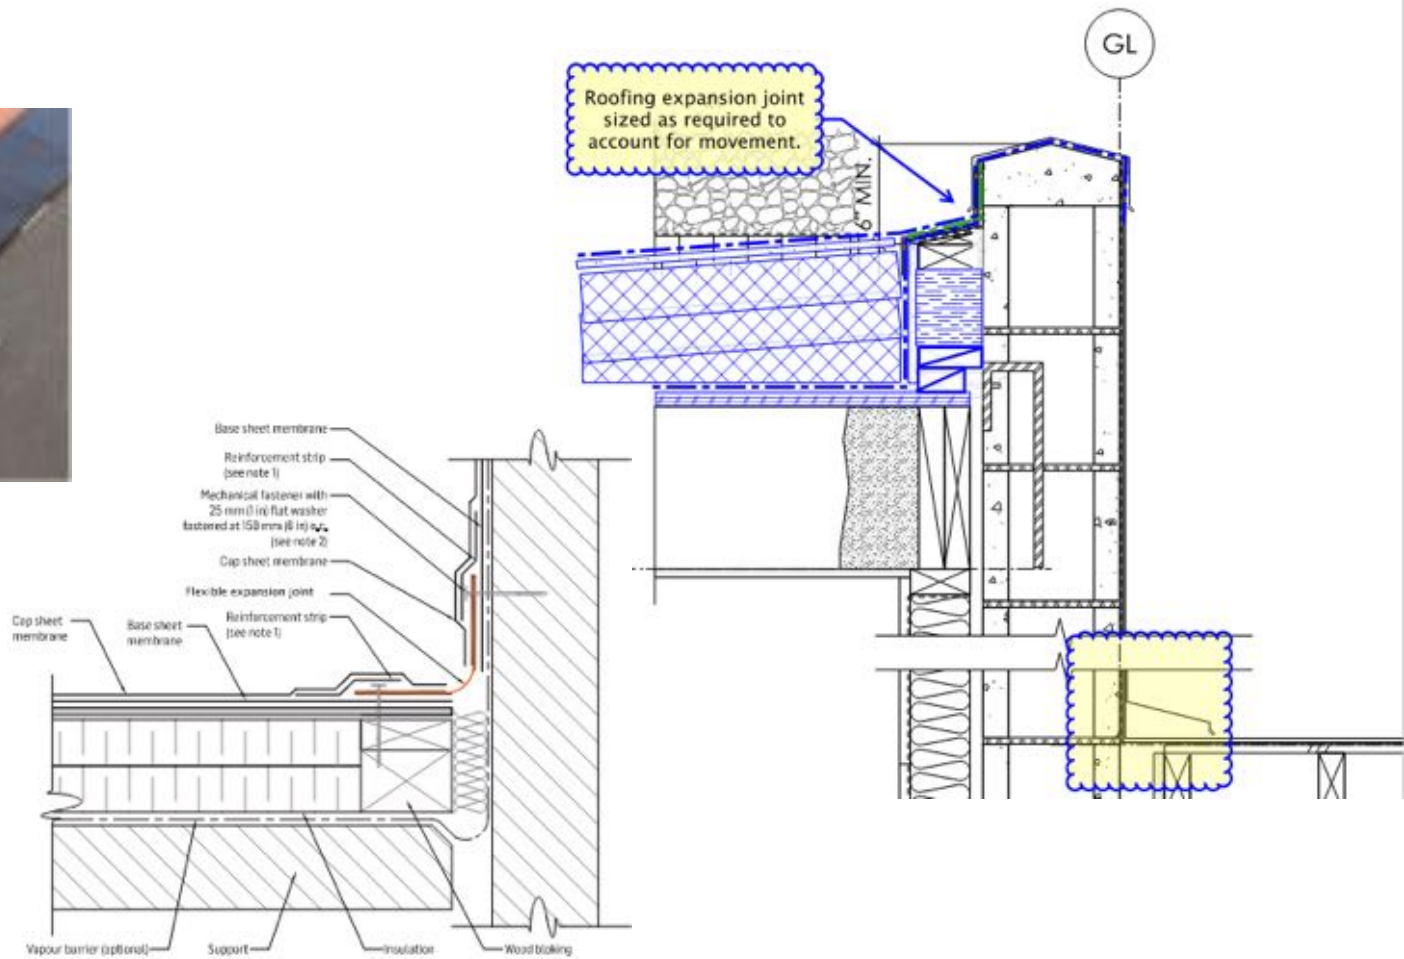 GL
Roofing expansion joint
sized as required to
account for movement.
6" MIN.
Base sheet membrane
Reinforcement strip
(see note 1)
Mechanical fastener with
25 mm (1 in) flat washer
fastened at 150 mm (6 in) o.c.
(see note 2)
Cap sheet membrane
Flexible expansion joint
Reinforcement strip
(see note 1)
Cap sheet
membrane
Base sheet
membrane
Vapour barrier (optional)
Support
Insulation
Wood bloking